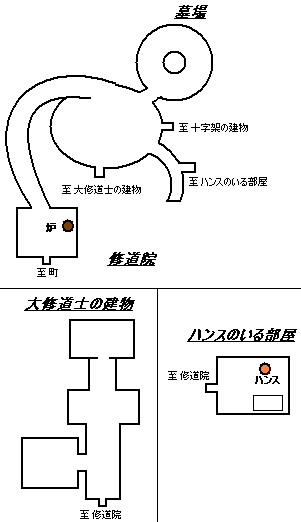 墓場
至 十字架の建物
至 ハンスのいる部屋
至 大修道士の建物
炉
修道院
至 町
大修道士の建物
至 修道院
ハンスのいる部屋
至 修道院
ハンス